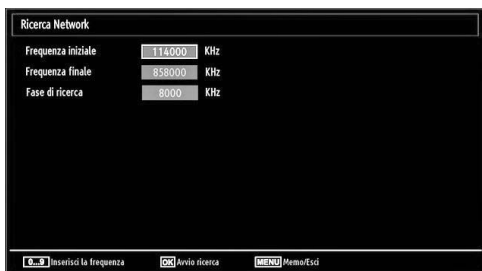 Ricerca Network
Frequenza iniziale 114000 KHz
Frequenza finale 858000 KHz
Fase di ricerca 8000 KHz
0...9 Inserisci la frequenza OK Avvio ricerca MENU Memo/Esci